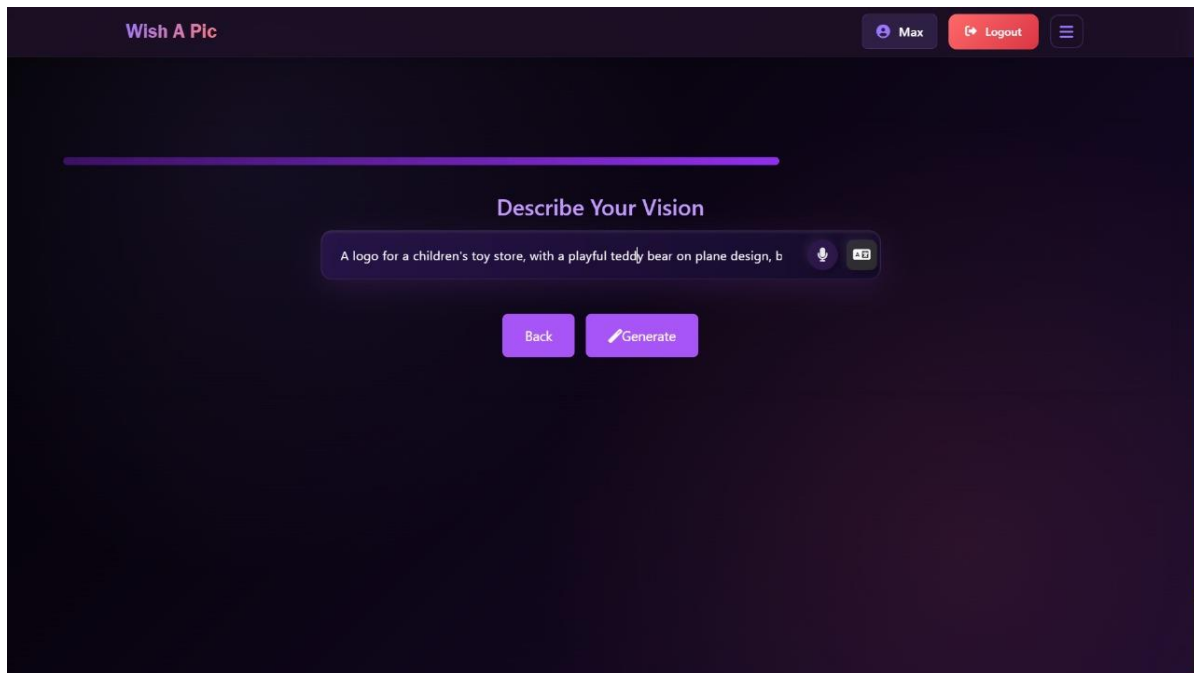 Wish A Pic
Max
Logout
Describe Your Vision
A logo for a children's toy store, with a playful teddy bear on plane design, b
Back
Generate